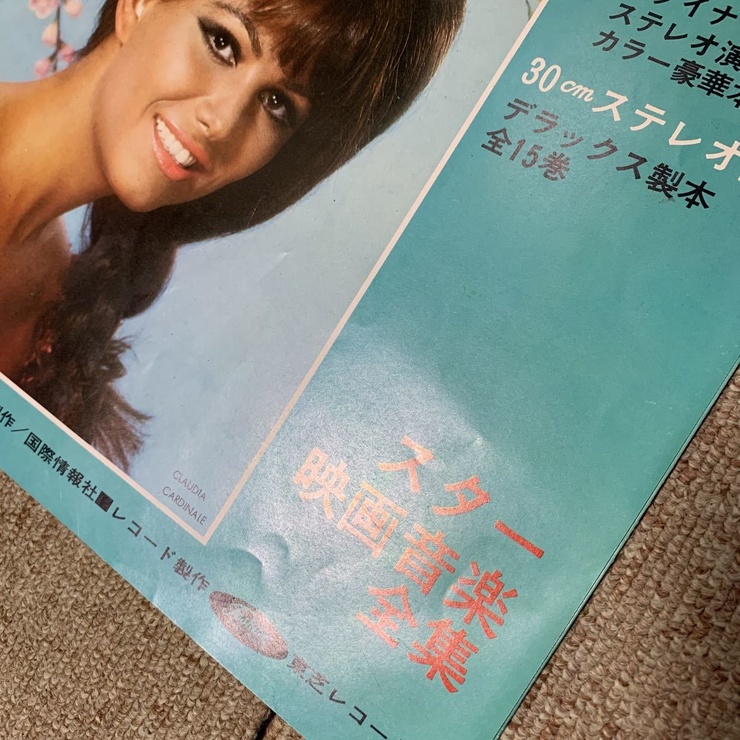 ステレオ演
カラー豪華本
30cmステレオ
デラックス製本
全15巻
CLAUDIA
CARDINALE
スター
映画音楽
全集
作／国際情報社■レコード製作
東芝レコー